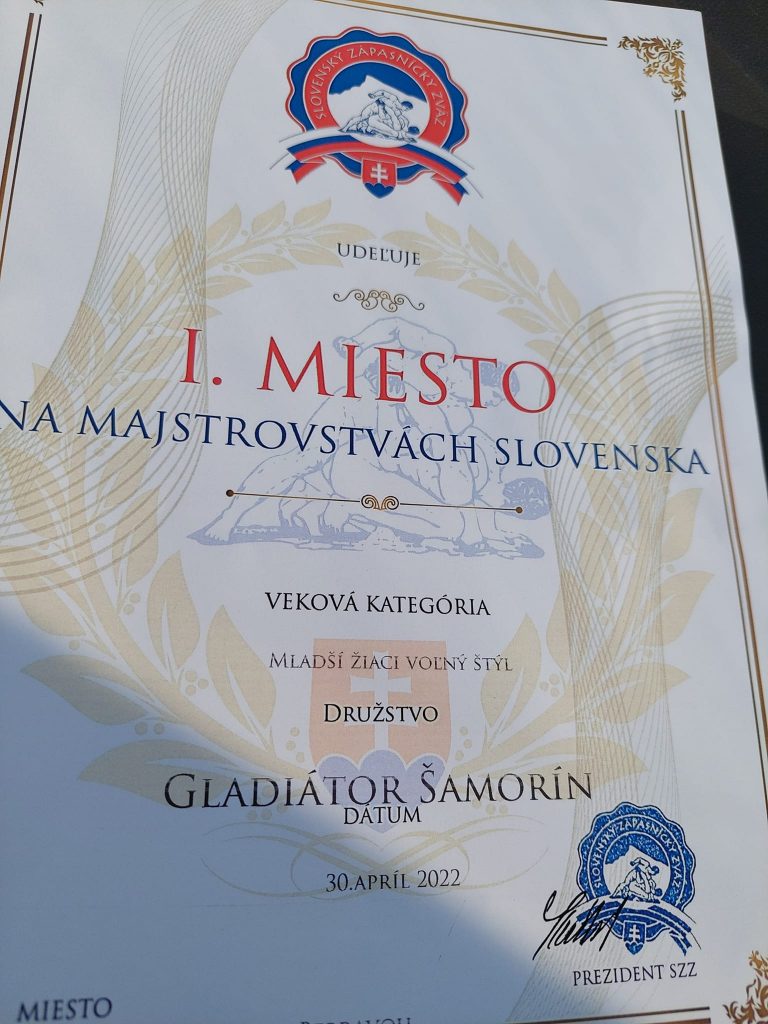 SLOVENSKÝ ZÁPASNÍCKY ZVÄZ
UDEĽUJE
I. MIESTO
NA MAJSTROVSTVÁCH SLOVENSKA
VEKOVÁ KATEGÓRIA
MLADŠÍ ŽIACI VOĽNÝ ŠTÝL
DRUŽSTVO
GLADIÁTOR ŠAMORÍN
DÁTUM
30.APRÍL 2022
SLOVENSKÝ ZÁPASNÍCKY ZVÄZ
PREZIDENT SZZ
MIESTO